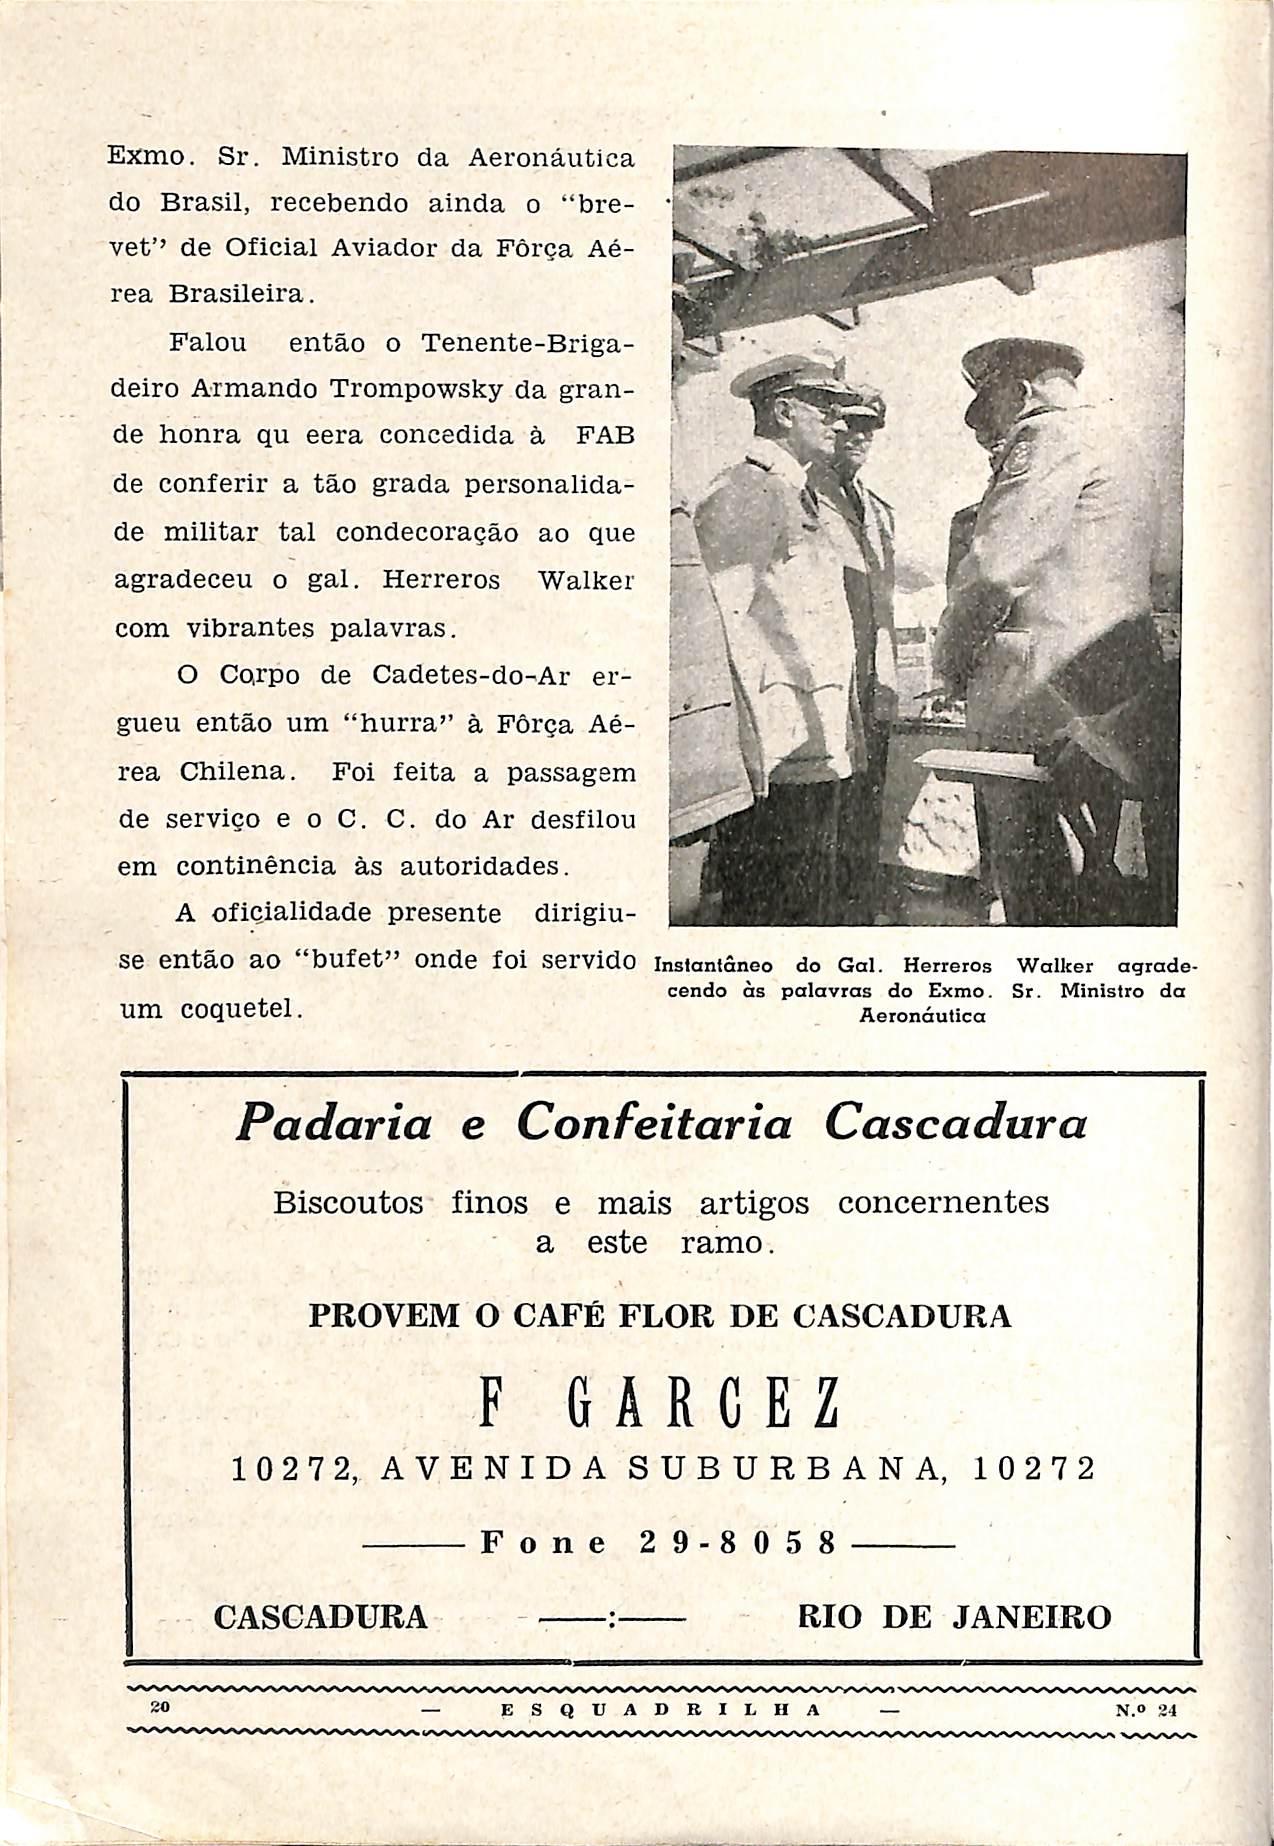 Exmo. Sr. Ministro da Aeronáutica
do Brasil, recebendo ainda o “bre-
vet” de Oficial Aviador da Fôrça Aé-
rea Brasileira.
Falou então o Tenente-Briga-
deiro Armando Trompowsky da gran-
de honra qu eera concedida à FAB
de conferir a tão grada personalida-
de militar tal condecoração ao que
agradeceu o gal. Herreros Walker
com vibrantes palavras.
O Corpo de Cadetes-do-Ar er-
gueu então um “hurra” à Fôrça Aé-
rea Chilena. Foi feita a passagem
de serviço e o C. C. do Ar desfilou
em continência às autoridades.
A oficialidade presente dirigiu-
se então ao “bufet” onde foi servido
um coquetel.
Instantâneo do Gal. Herreros Walker agrade-
cendo às palavras do Exmo. Sr. Ministro da
Aeronáutica
Padaria e Confeitaria Cascadura
Biscoutos finos e mais artigos concernentes
a este ramo.
PROVEM O CAFÉ FLOR DE CASCADURA
F GARCEZ
10272, AVENIDA SUBURBANA, 10272
Fone 29-8058
CASCADURA ——:—— RIO DE JANEIRO
20 — ESQUADRILHA — N.º 24